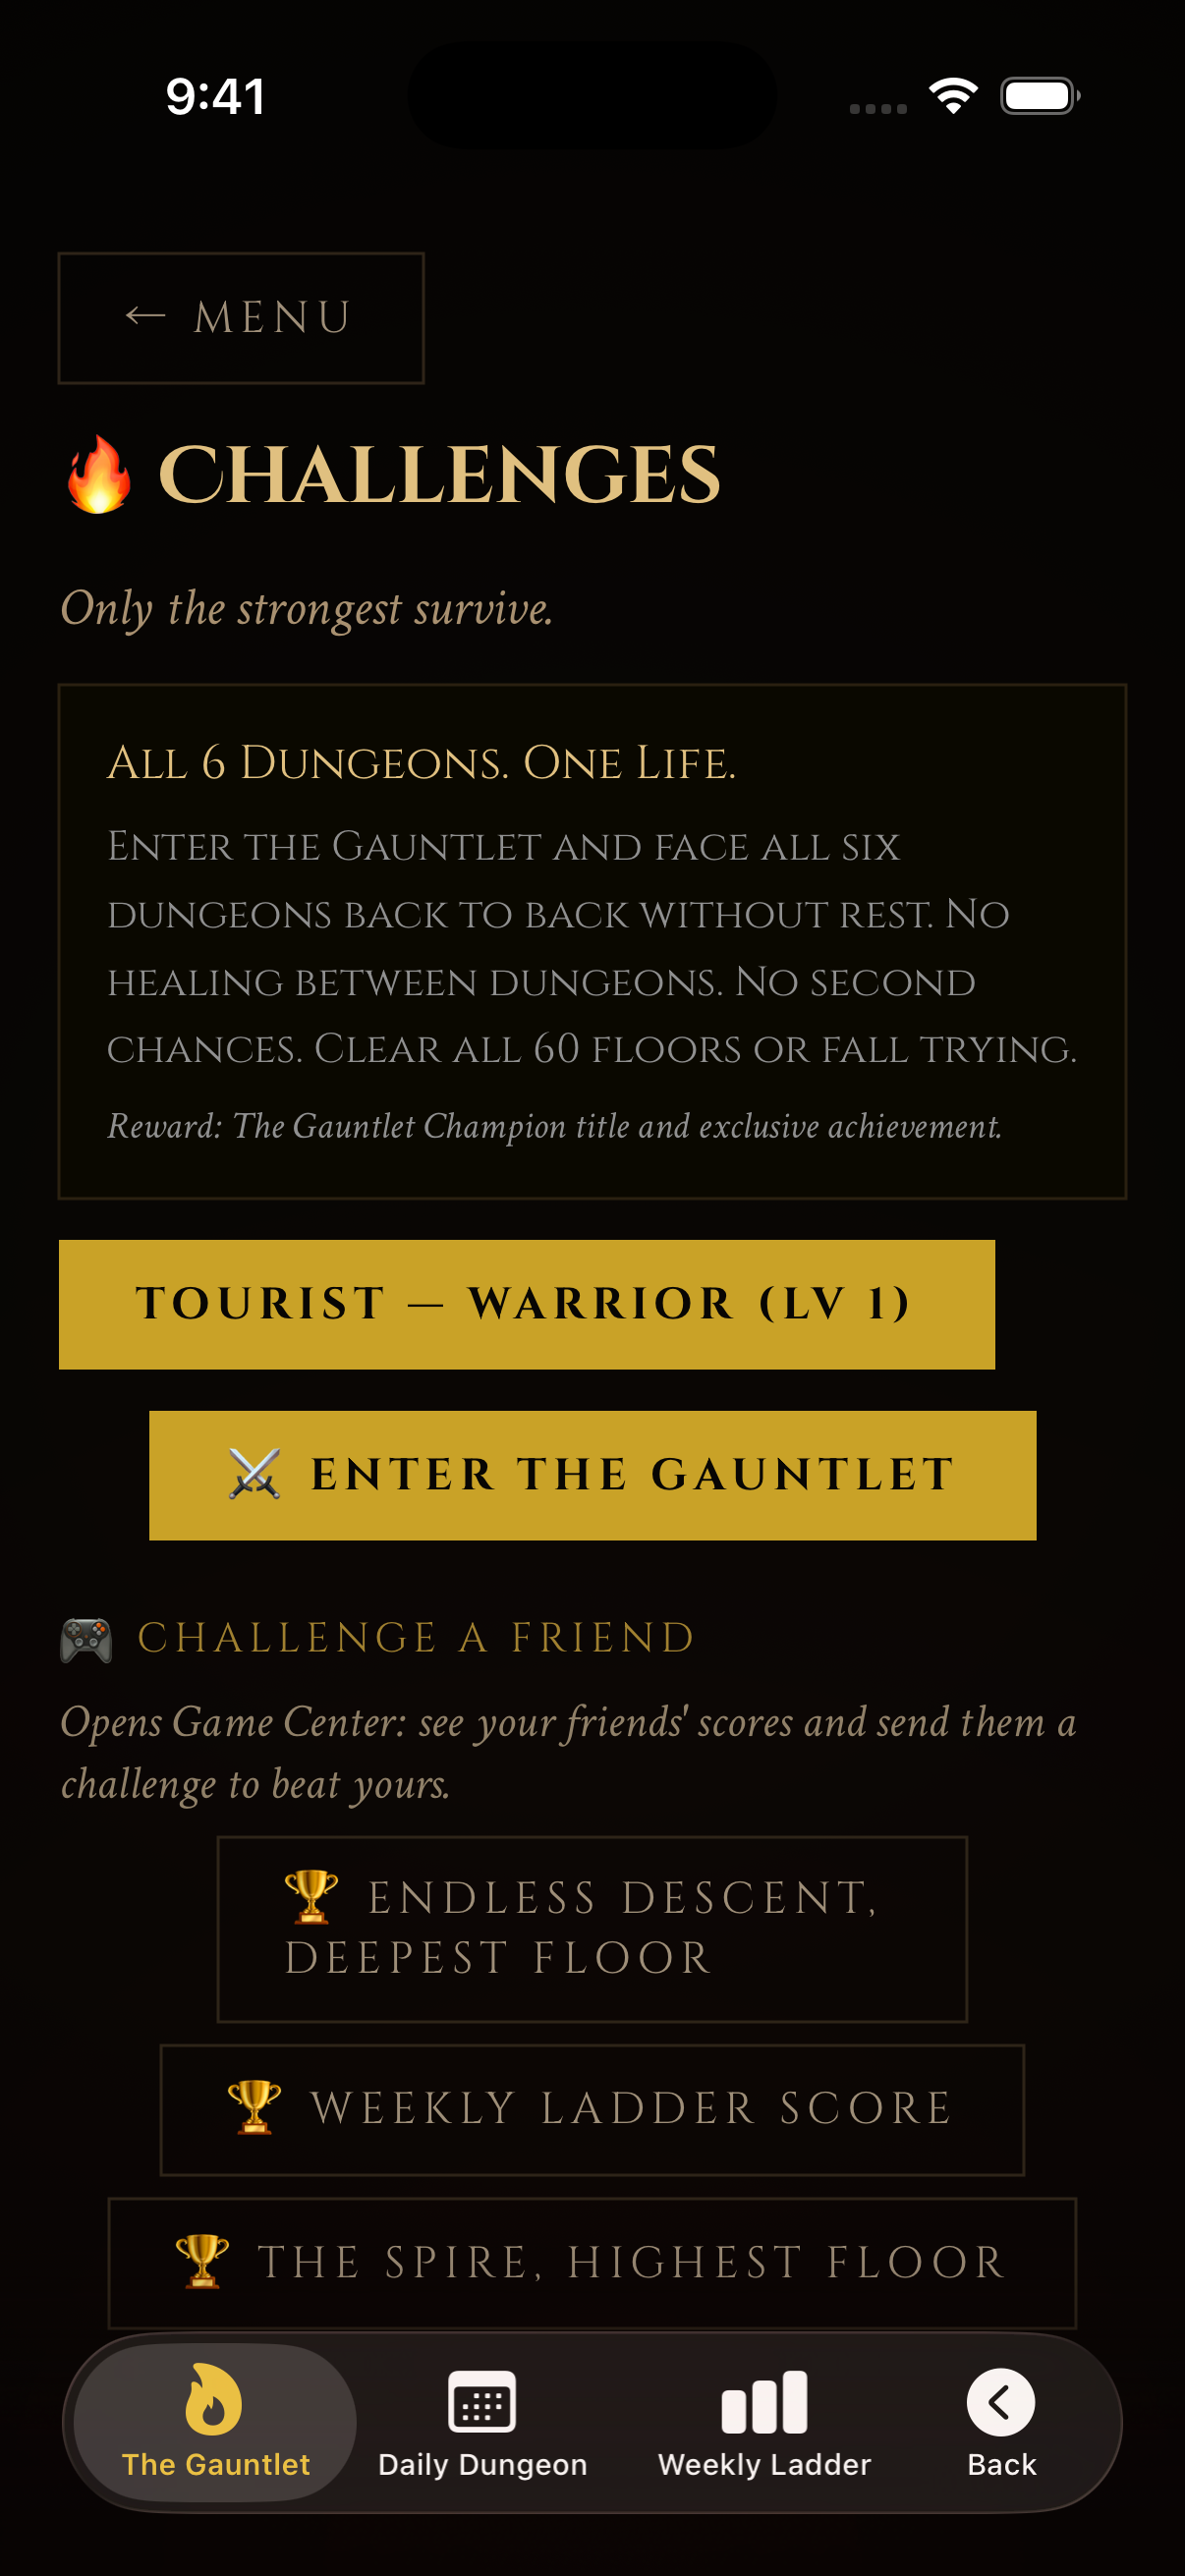 9:41
← MENU
CHALLENGES
Only the strongest survive.
All 6 Dungeons. One Life.
Enter the Gauntlet and face all six
dungeons back to back without rest. No
healing between dungeons. No second
chances. Clear all 60 floors or fall trying.
Reward: The Gauntlet Champion title and exclusive achievement.
TOURIST — WARRIOR (LV 1)
ENTER THE GAUNTLET
CHALLENGE A FRIEND
Opens Game Center: see your friends' scores and send them a
challenge to beat yours.
ENDLESS DESCENT,
DEEPEST FLOOR
WEEKLY LADDER SCORE
THE SPIRE, HIGHEST FLOOR
The Gauntlet
Daily Dungeon
Weekly Ladder
Back